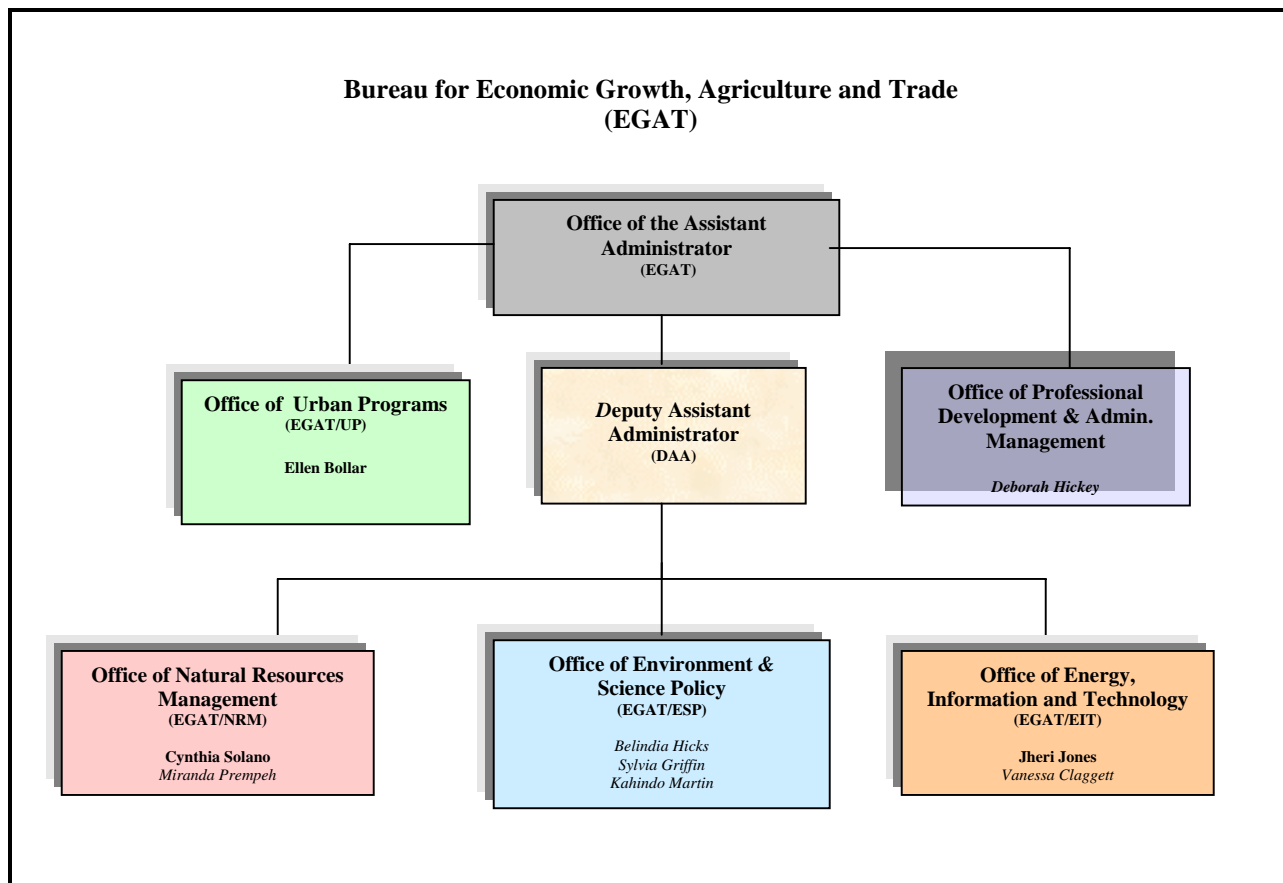 Bureau for Economic Growth, Agriculture and Trade
(EGAT)
Office of the Assistant
Administrator
(EGAT)
Office of  Urban Programs
(EGAT/UP)
Ellen Bollar
Deputy Assistant
Administrator
(DAA)
Office of Professional
Development & Admin.
Management
Deborah Hickey
Office of Natural Resources
Management
(EGAT/NRM)
Cynthia Solano
Miranda Prempeh
Office of Environment &
Science Policy
(EGAT/ESP)
Belindia Hicks
Sylvia Griffin
Kahindo Martin
Office of Energy,
Information and Technology
(EGAT/EIT)
Jheri Jones
Vanessa Claggett